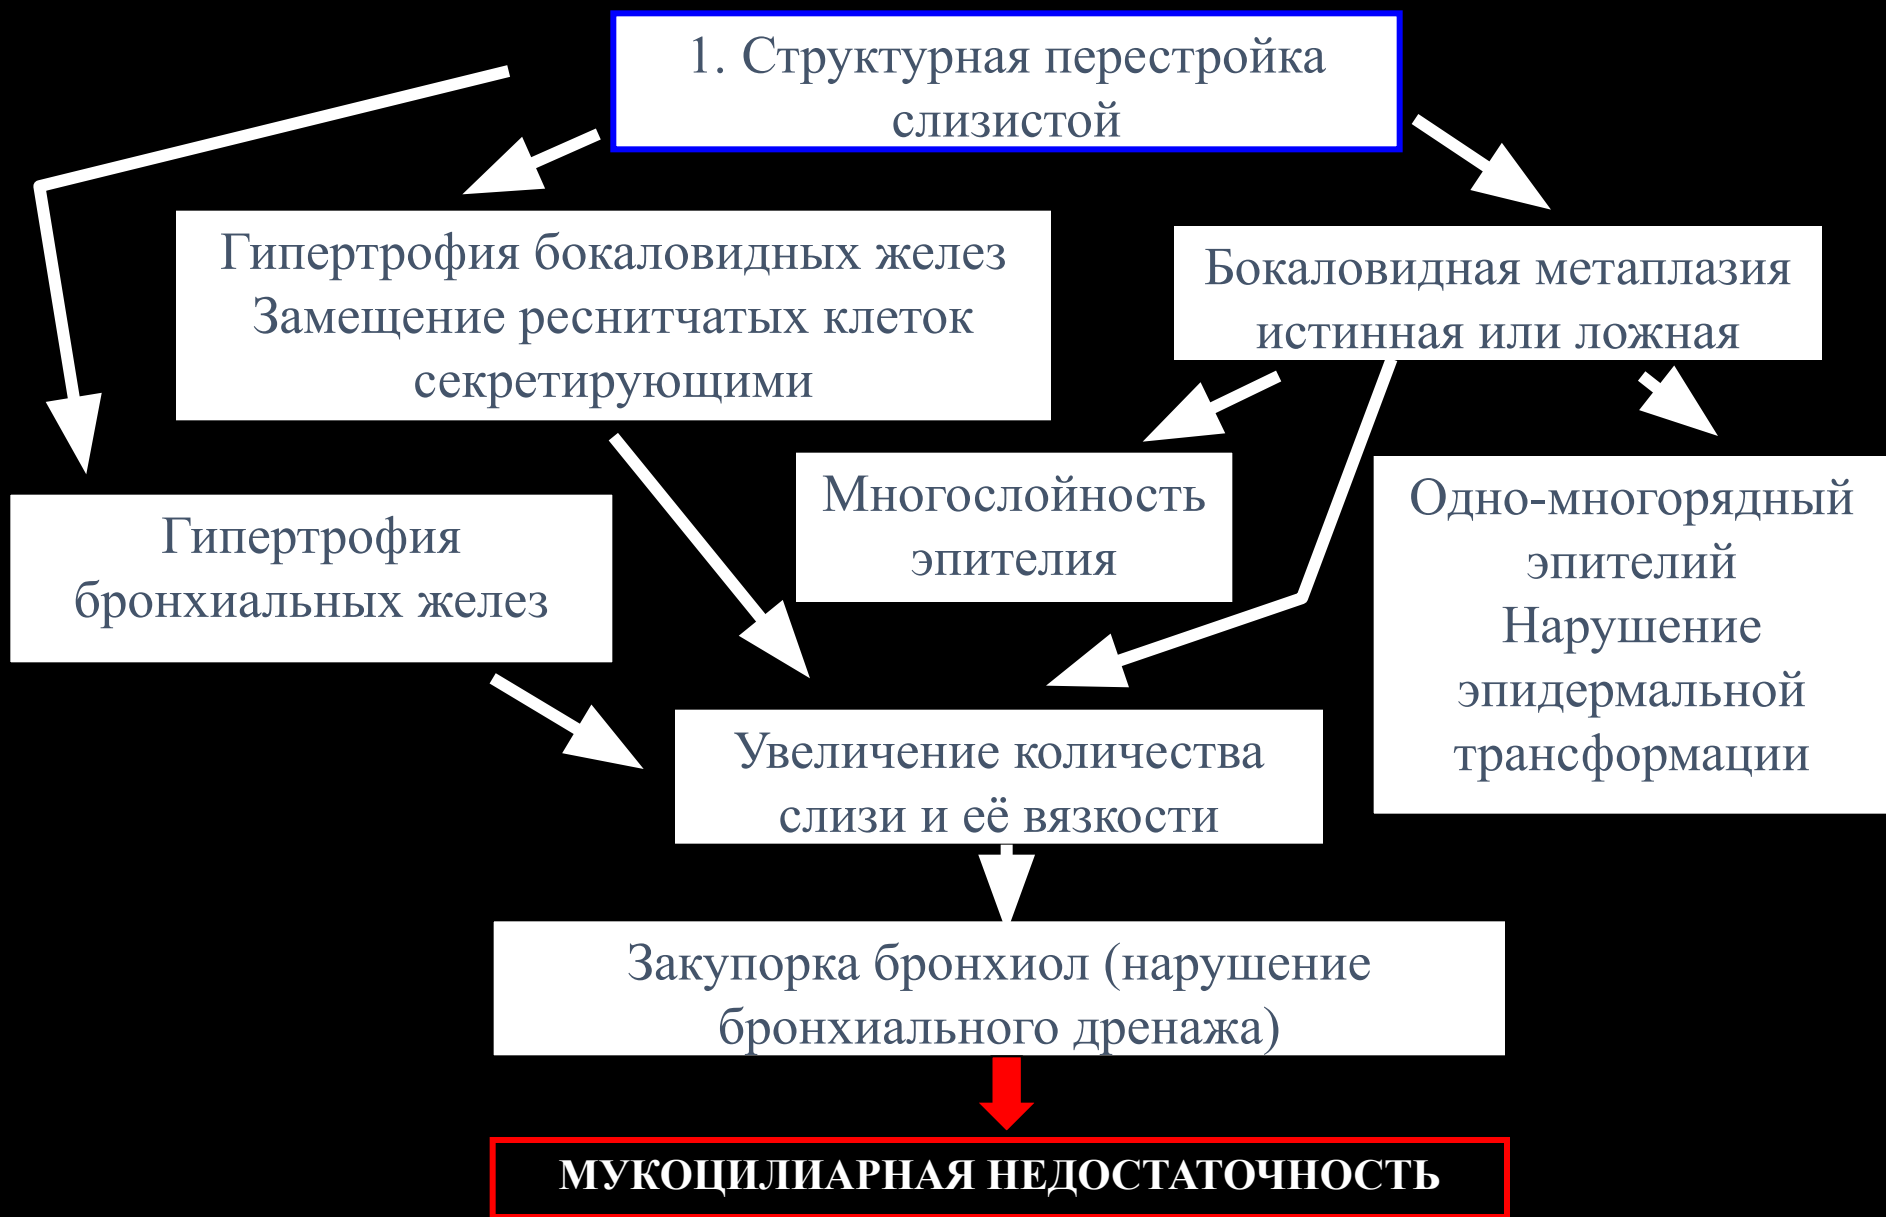 1. Структурная перестройка
слизистой
Гипертрофия бокаловидных желез
Замещение реснитчатых клеток
секретирующими
Бокаловидная метаплазия
истинная или ложная
Гипертрофия
бронхиальных желез
Многослойность
эпителия
Одно-многорядный
эпителий
Нарушение
эпидермальной
трансформации
Увеличение количества
слизи и её вязкости
Закупорка бронхиол (нарушение
бронхиального дренажа)
МУКОЦИЛИАРНАЯ НЕДОСТАТОЧНОСТЬ